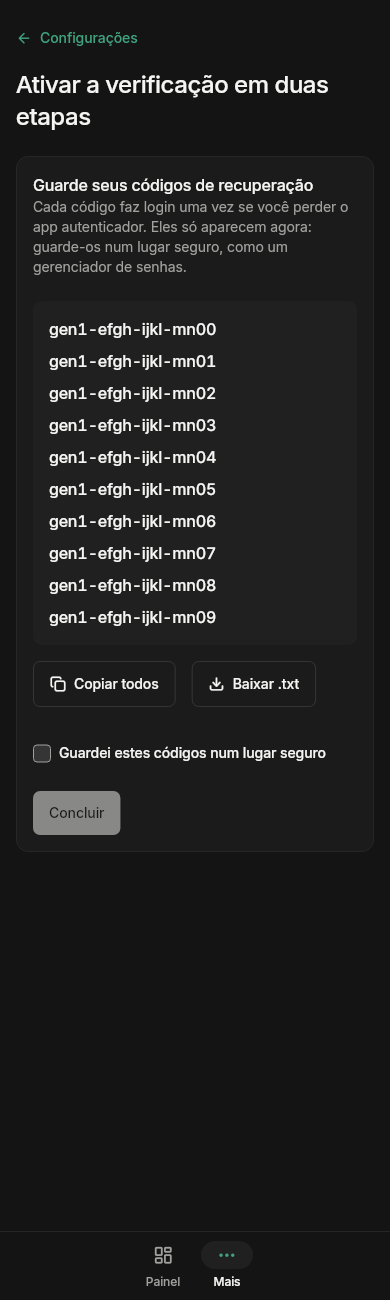 Configurações
Ativar a verificação em duas
etapas
Guarde seus códigos de recuperação
Cada código faz login uma vez se você perder o
app autenticador. Eles só aparecem agora:
guarde-os num lugar seguro, como um
gerenciador de senhas.
gen1-efgh-ijkl-mn00
gen1-efgh-ijkl-mn01
gen1-efgh-ijkl-mn02
gen1-efgh-ijkl-mn03
gen1-efgh-ijkl-mn04
gen1-efgh-ijkl-mn05
gen1-efgh-ijkl-mn06
gen1-efgh-ijkl-mn07
gen1-efgh-ijkl-mn08
gen1-efgh-ijkl-mn09
Copiar todos
Baixar .txt
Guardei estes códigos num lugar seguro
Concluir
Painel
Mais